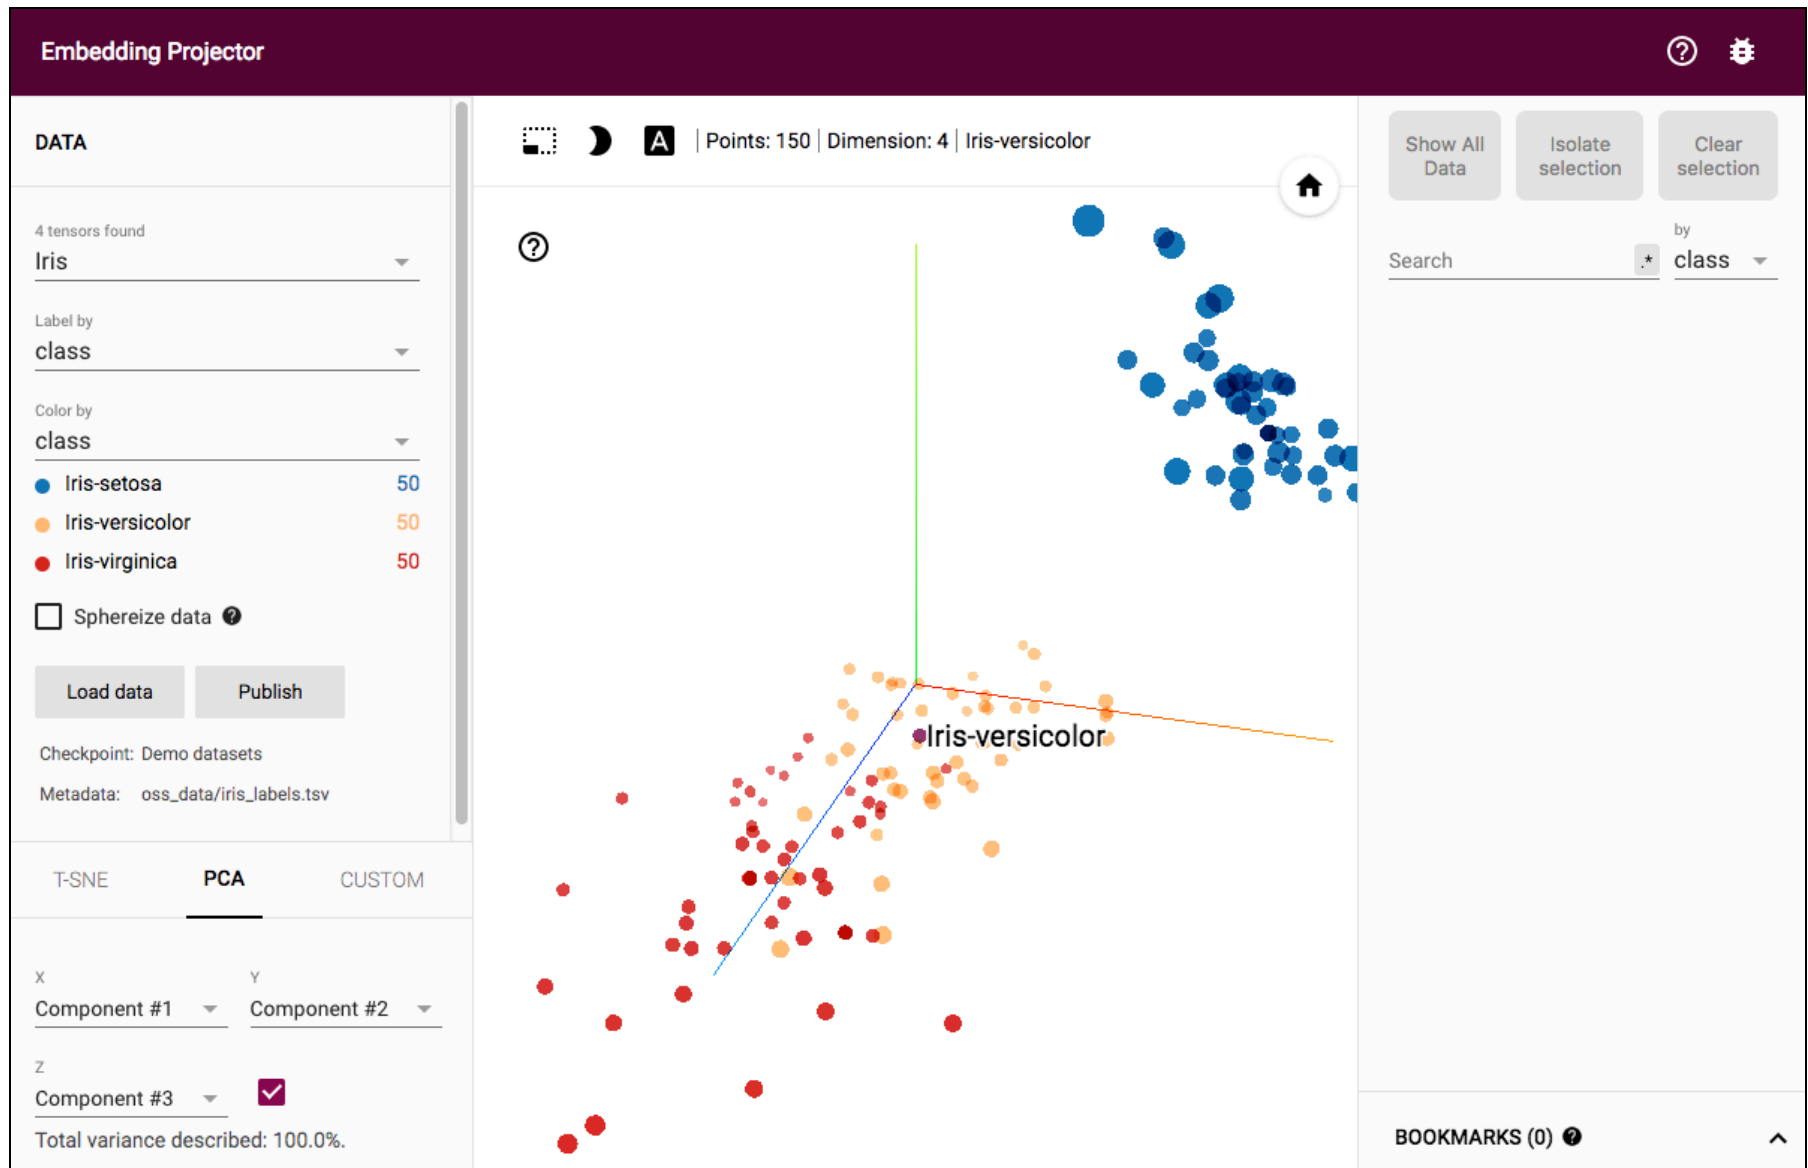 Embedding Projector
DATA
4 tensors found
Iris
Label by
class
Color by
class
Iris-setosa 50
Iris-versicolor 50
Iris-virginica 50
Sphereize data
Load data Publish
Checkpoint: Demo datasets
Metadata: oss_data/iris_labels.tsv
T-SNE PCA CUSTOM
X Y
Component #1 Component #2
Z
Component #3
Total variance described: 100.0%.
A | Points: 150 | Dimension: 4 | Iris-versicolor
Iris-versicolor
Show All Data
Isolate selection
Clear selection
by
Search .* class
BOOKMARKS (0)